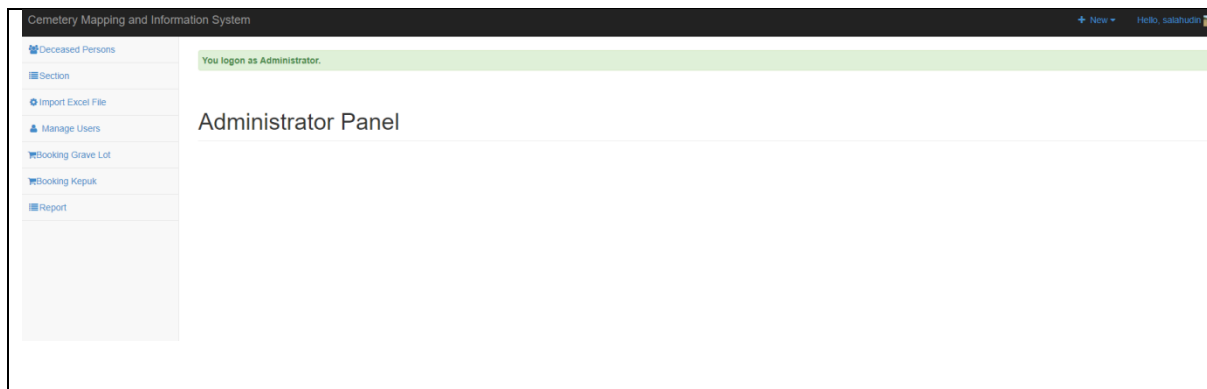 Cemetery Mapping and Information System
New
Hello, salahudin
Deceased Persons
Section
Import Excel File
Manage Users
Booking Grave Lot
Booking Kepuk
Report
You logon as Administrator.
Administrator Panel